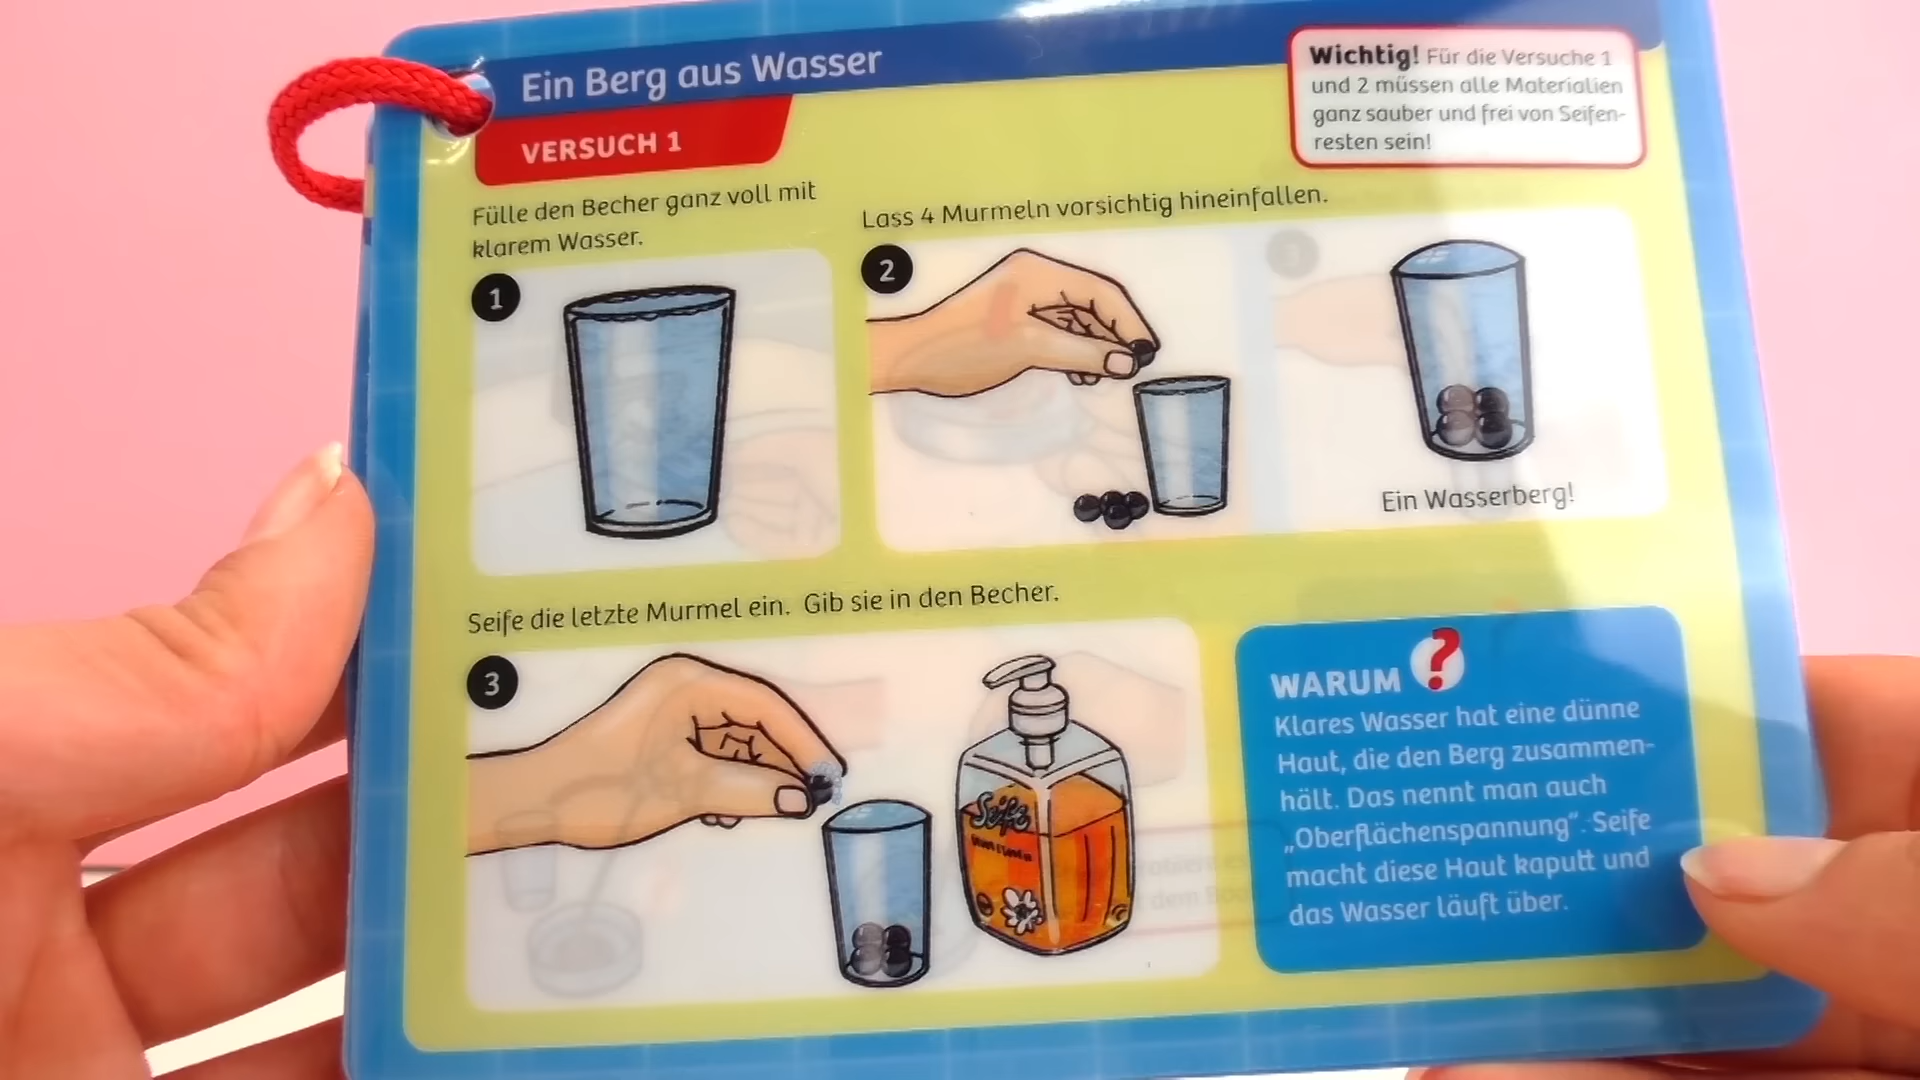 Ein Berg aus Wasser
Wichtig! Für die Versuche 1
und 2 müssen alle Materialien
ganz sauber und frei von Seifen-
resten sein!
VERSUCH 1
Fülle den Becher ganz voll mit
klarem Wasser.
1
Lass 4 Murmeln vorsichtig hineinfallen.
2
Ein Wasserberg!
Seife die letzte Murmel ein. Gib sie in den Becher.
3
Seife
WARUM ?
Klares Wasser hat eine dünne
Haut, die den Berg zusammen-
hält. Das nennt man auch
„Oberflächenspannung“. Seife
macht diese Haut kaputt und
das Wasser läuft über.